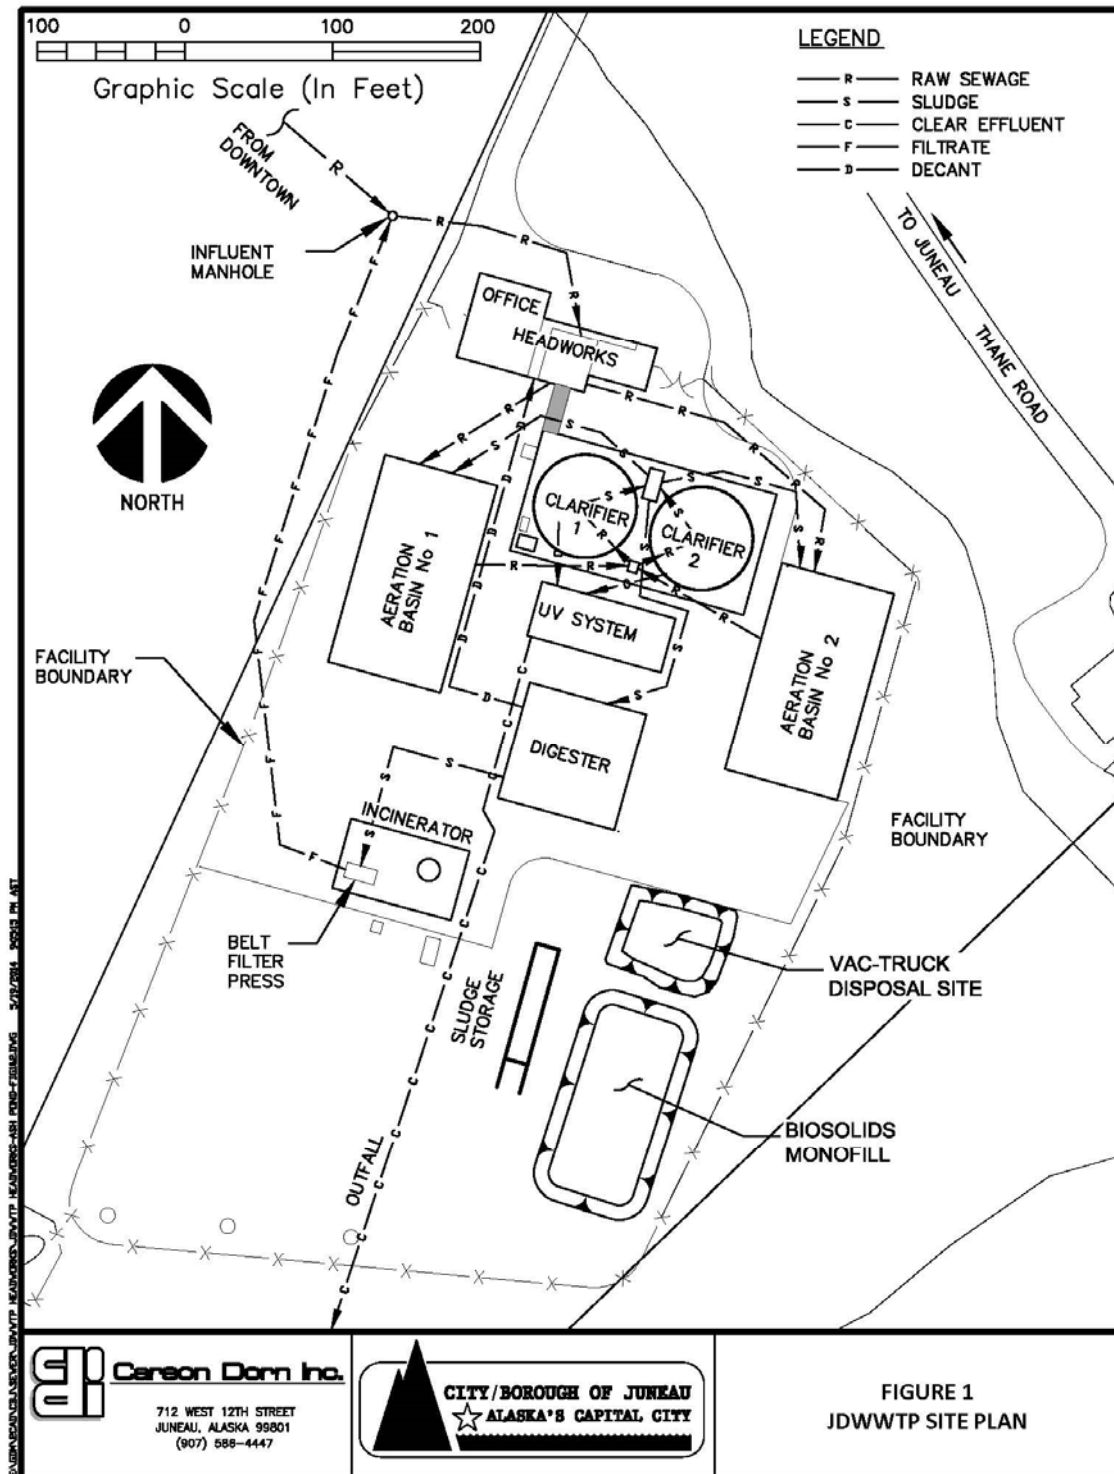 100 0 100 200
Graphic Scale (In Feet)
LEGEND
R RAW SEWAGE
S SLUDGE
C CLEAR EFFLUENT
F FILTRATE
D DECANT
FROM
DOWNTOWN
INFLUENT
MANHOLE
TO JUNEAU
THANE ROAD
OFFICE
HEADWORKS
NORTH
CLARIFIER
1
CLARIFIER
2
AERATION
BASIN No 1
UV SYSTEM
AERATION
BASIN No 2
FACILITY
BOUNDARY
DIGESTER
INCINERATOR
FACILITY
BOUNDARY
BELT
FILTER
PRESS
SLUDGE
STORAGE
VAC-TRUCK
DISPOSAL SITE
BIOSOLIDS
MONOFILL
OUTFALL
Carson Dorn Inc.
712 WEST 12TH STREET
JUNEAU, ALASKA 99801
(907) 586-4447
CITY/BOROUGH OF JUNEAU
ALASKA'S CAPITAL CITY
FIGURE 1
JDWWTP SITE PLAN